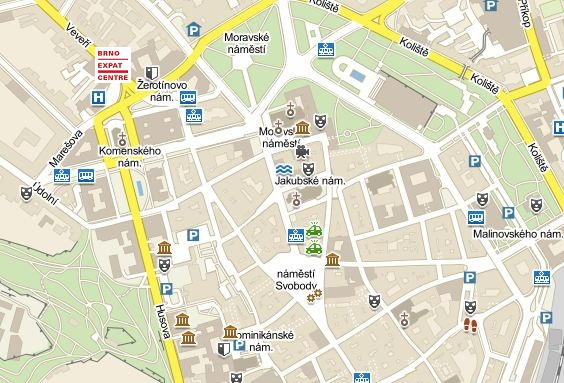 Veveří
BRNO
EXPAT
CENTRE
Moravské
náměstí
Koliště
Koliště
Příkop
Žerotínovo
nám.
Koliště
H
P
Marešova
Komenského
nám.
náměstí
Koliště
Údolní
Jakubské nám.
P
P
Malinovského nám.
P
náměstí
Svobody
P
P
Husova
P
P
nám.
P